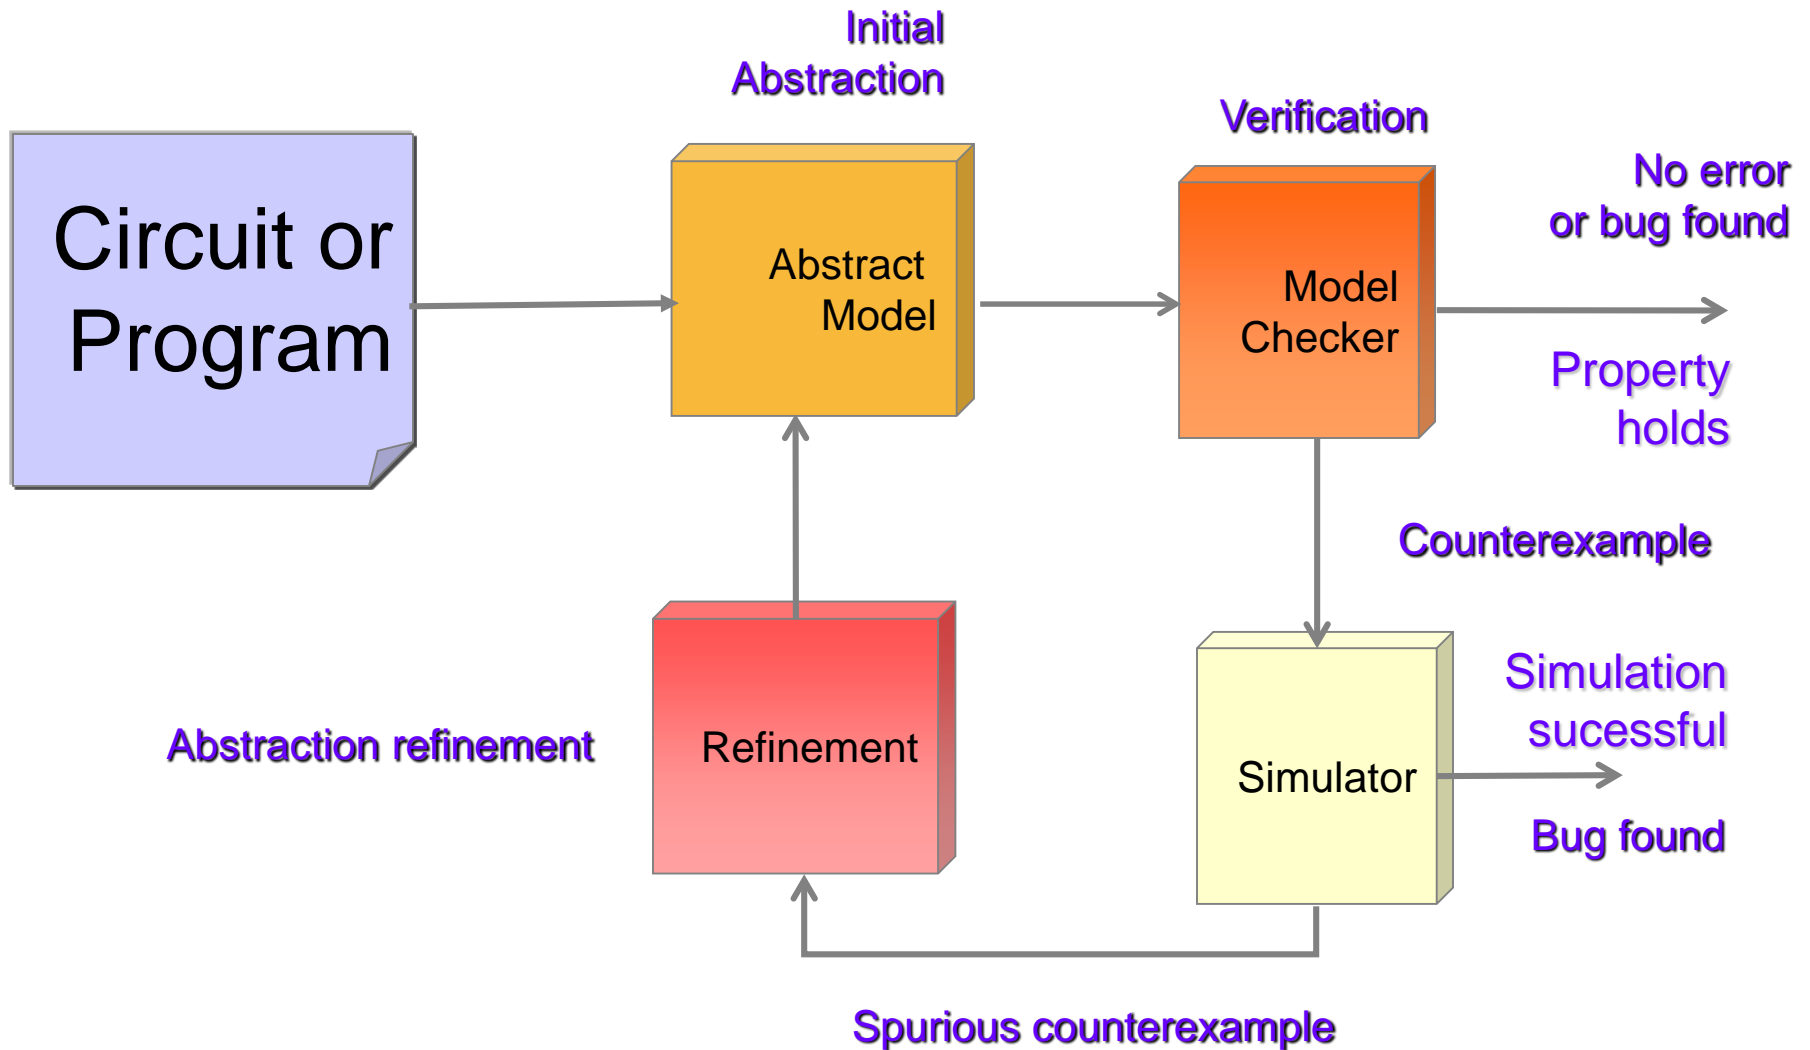 Initial
Abstraction
Verification
No error
or bug found
Circuit or
Program
Abstract
Model
Model
Checker
Property
holds
Counterexample
Simulation
sucessful
Abstraction refinement
Refinement
Simulator
Bug found
Spurious counterexample